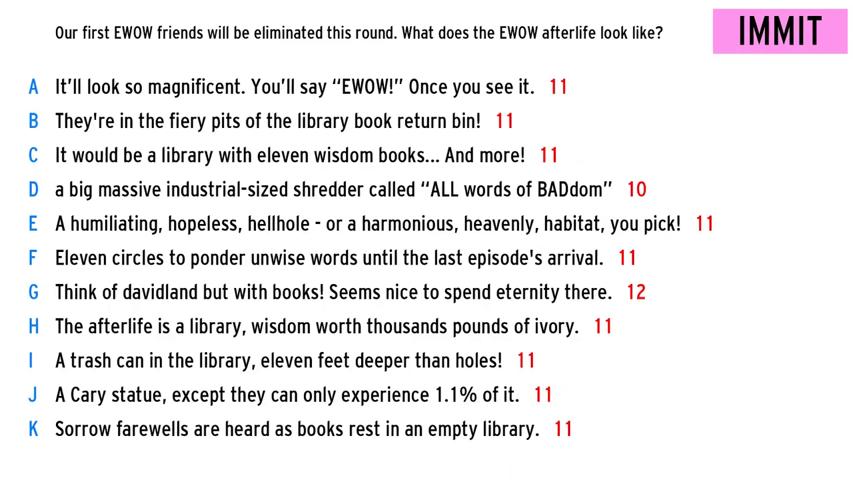 Our first EWOW friends will be eliminated this round. What does the EWOW afterlife look like?
IMMIT
A It'll look so magnificent. You'll say “EWOW!” Once you see it. 11
B They're in the fiery pits of the library book return bin! 11
C It would be a library with eleven wisdom books... And more! 11
D a big massive industrial-sized shredder called “ALL words of BADdom” 10
E A humiliating, hopeless, hellhole - or a harmonious, heavenly, habitat, you pick! 11
F Eleven circles to ponder unwise words until the last episode's arrival. 11
G Think of davidland but with books! Seems nice to spend eternity there. 12
H The afterlife is a library, wisdom worth thousands pounds of ivory. 11
I A trash can in the library, eleven feet deeper than holes! 11
J A Cary statue, except they can only experience 1.1% of it. 11
K Sorrow farewells are heard as books rest in an empty library. 11